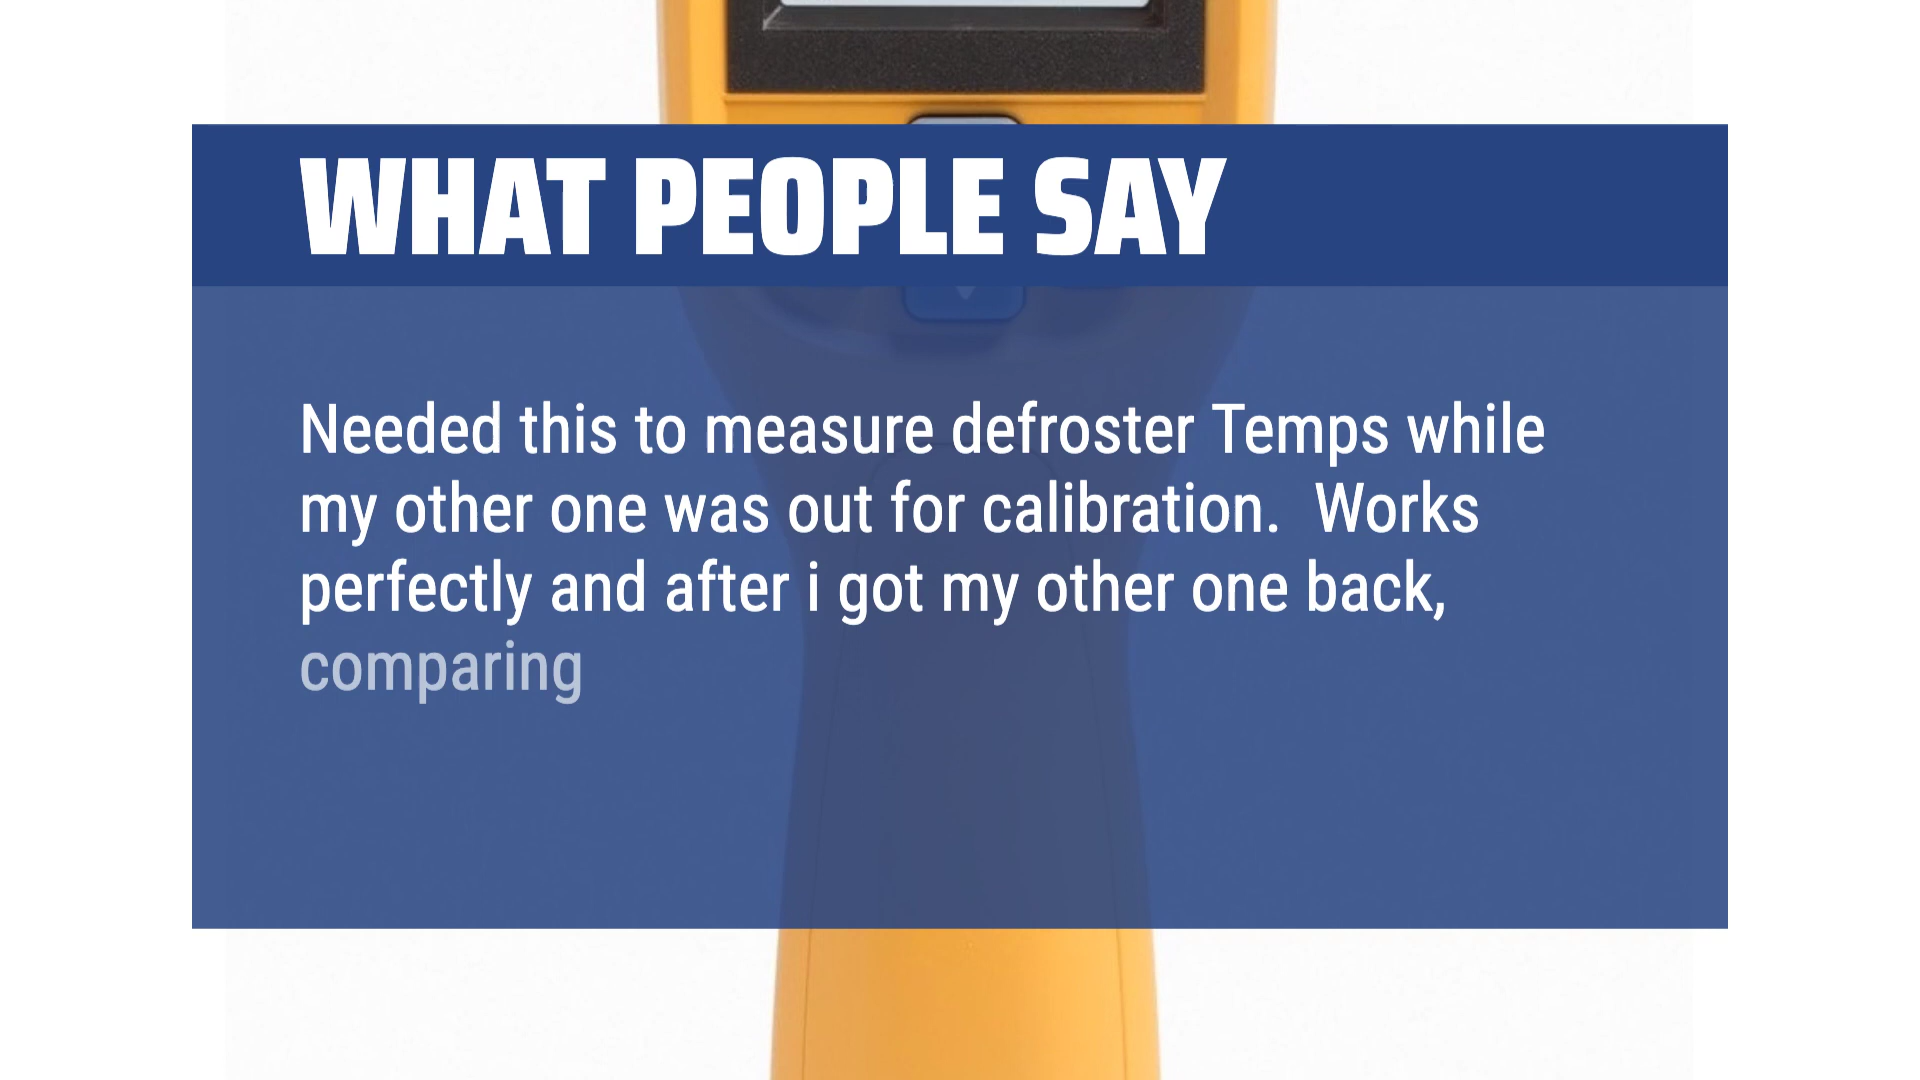 WHAT PEOPLE SAY
Needed this to measure defroster Temps while
my other one was out for calibration.  Works
perfectly and after i got my other one back,
comparing